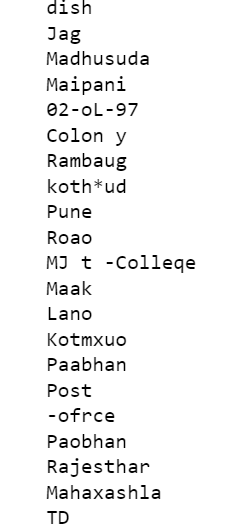 dish
Jag
Madhusuda
Maipani
02-oL-97
Colon y
Rambaug
koth*ud
Pune
Roao
MJ t -Colleqe
Maak
Lano
Kotmxuo
Paabhan
Post
-ofrce
Paobhan
Rajesthar
Mahaxashla
TD